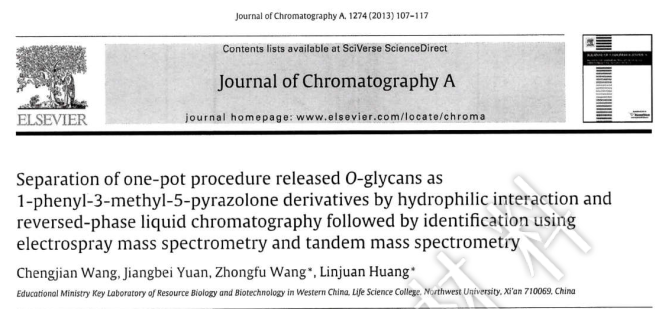 Journal of Chromatography A, 1274 (2013) 107–117
Contents lists available at SciVerse ScienceDirect
Journal of Chromatography A
journal homepage: www.elsevier.com/locate/chroma
ELSEVIER
Separation of one-pot procedure released O-glycans as
1-phenyl-3-methyl-5-pyrazolone derivatives by hydrophilic interaction and
reversed-phase liquid chromatography followed by identification using
electrospray mass spectrometry and tandem mass spectrometry
Chengjian Wang, Jiangbei Yuan, Zhongfu Wang*, Linjuan Huang*
Educational Ministry Key Laboratory of Resource Biology and Biotechnology in Western China, Life Science College, Northwest University, Xi'an 710069, China
材料